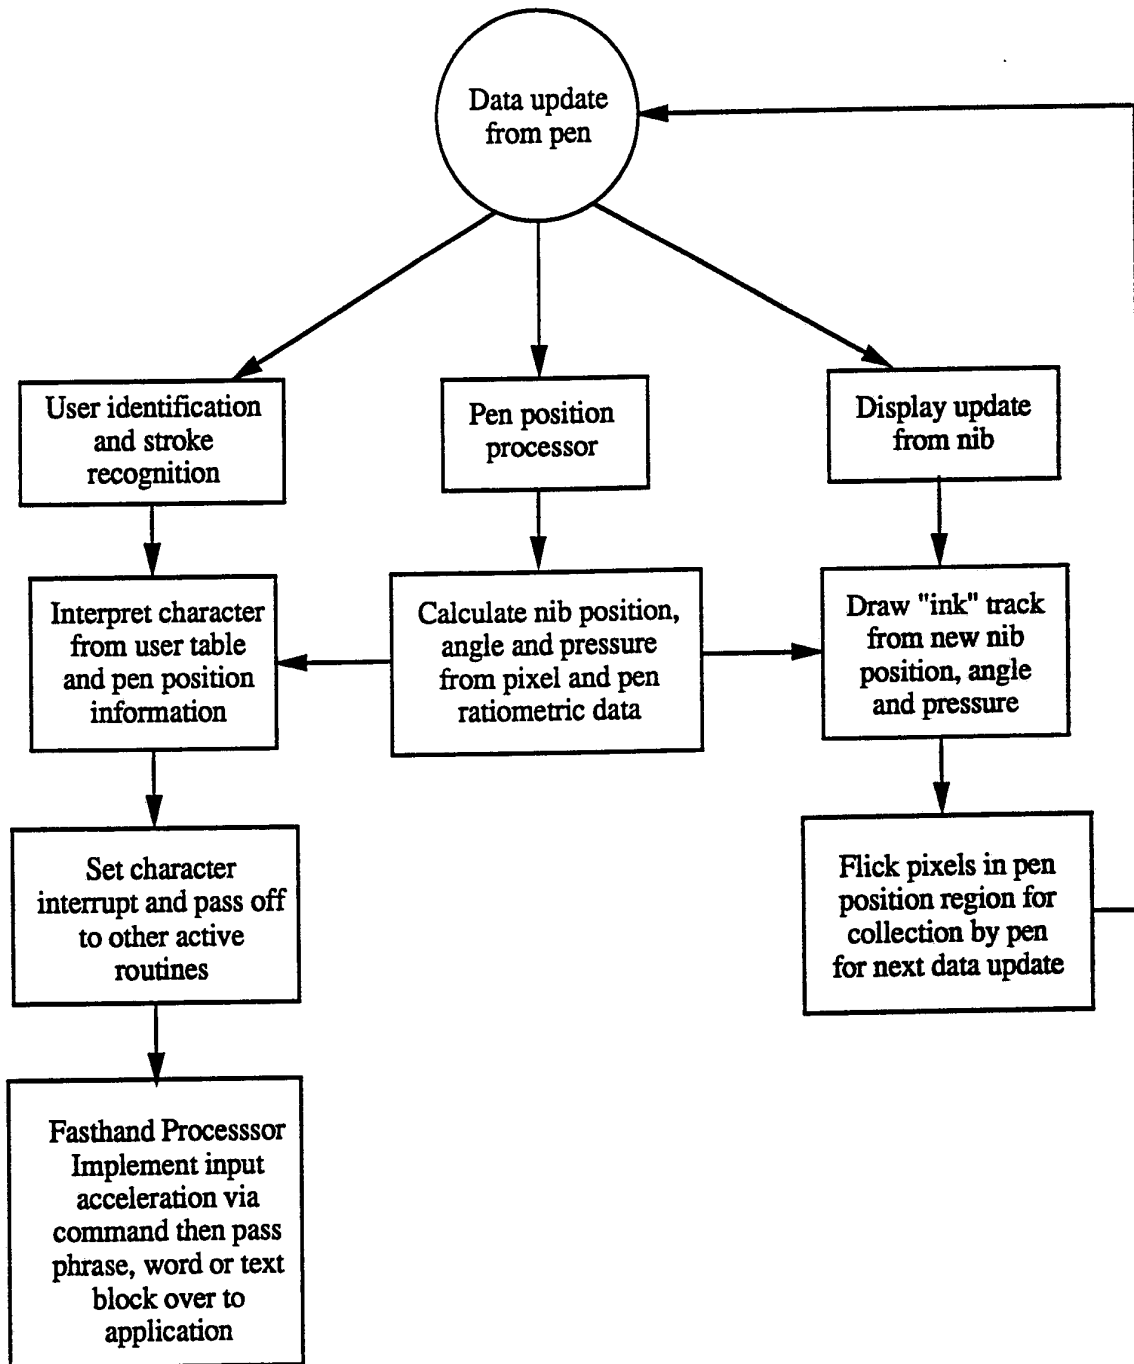 Data update
from pen
User identification
and stroke
recognition
Pen position
processor
Display update
from nib
Interpret character
from user table
and pen position
information
Calculate nib position,
angle and pressure
from pixel and pen
ratiometric data
Draw "ink" track
from new nib
position, angle
and pressure
Set character
interrupt and pass off
to other active
routines
Flick pixels in pen
position region for
collection by pen
for next data update
Fasthand Processsor
Implement input
acceleration via
command then pass
phrase, word or text
block over to
application